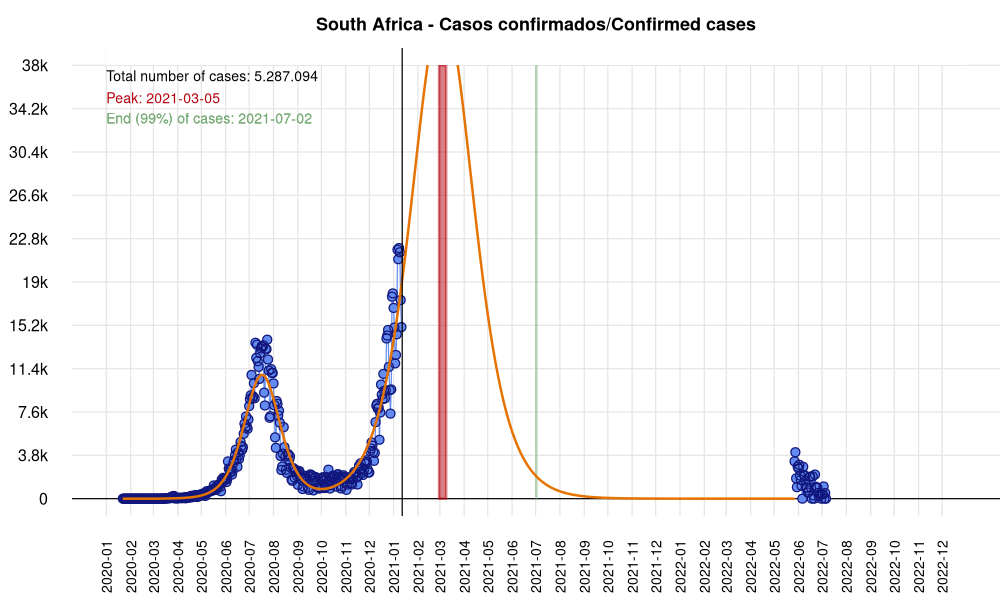 South Africa - Casos confirmados/Confirmed cases
Total number of cases: 5.287.094
Peak: 2021-03-05
End (99%) of cases: 2021-07-02
38k
34.2k
30.4k
26.6k
22.8k
19k
15.2k
11.4k
7.6k
3.8k
0
2020-01
2020-02
2020-03
2020-04
2020-05
2020-06
2020-07
2020-08
2020-09
2020-10
2020-11
2020-12
2021-01
2021-03
2021-04
2021-05
2021-06
2021-07
2021-08
2021-09
2021-10
2021-11
2021-12
2022-01
2022-02
2022-03
2022-04
2022-05
2022-06
2022-07
2022-08
2022-09
2022-10
2022-11
2022-12